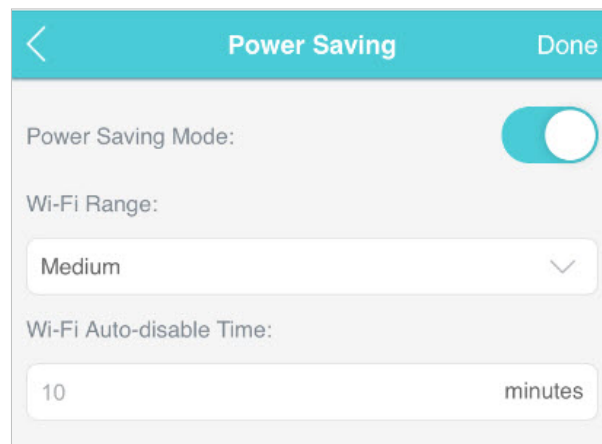 Power Saving Done
Power Saving Mode:
Wi-Fi Range:
Medium
Wi-Fi Auto-disable Time:
10 minutes